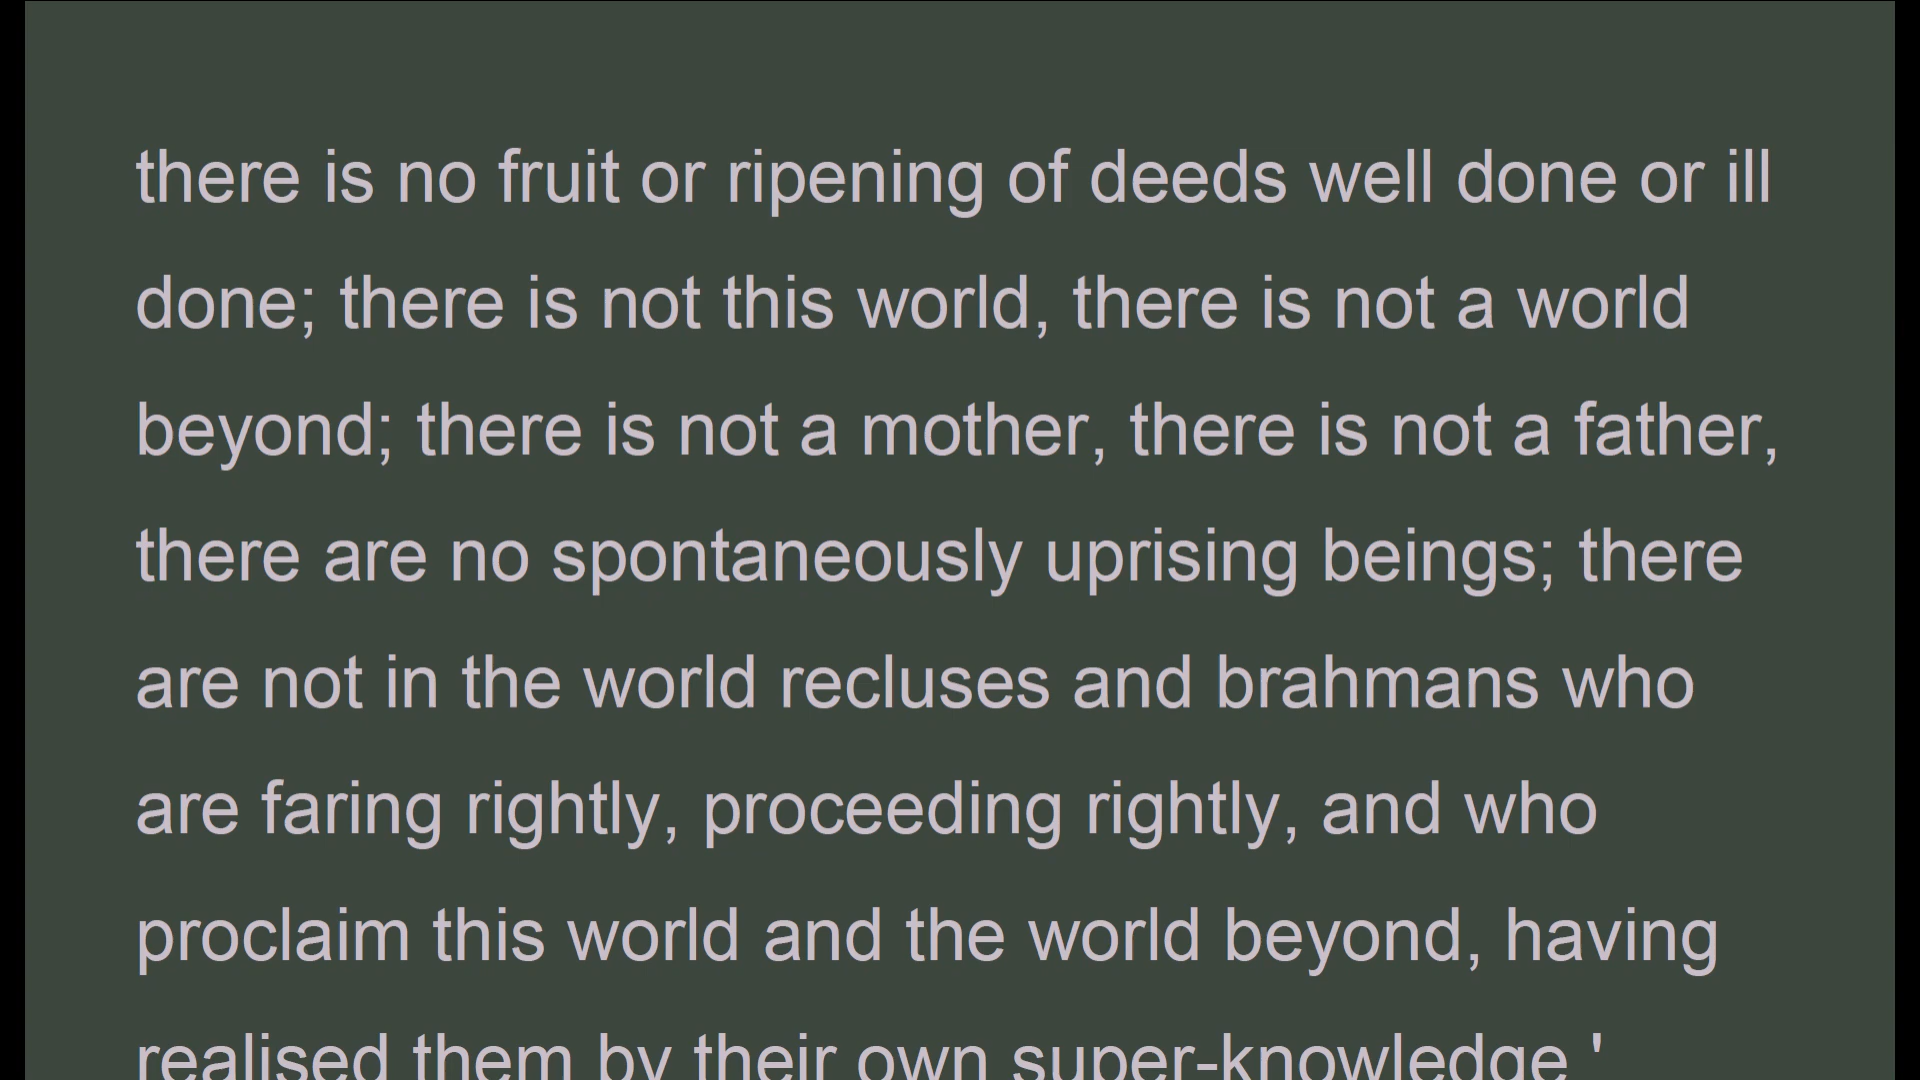 there is no fruit or ripening of deeds well done or ill
done; there is not this world, there is not a world
beyond; there is not a mother, there is not a father,
there are no spontaneously uprising beings; there
are not in the world recluses and brahmans who
are faring rightly, proceeding rightly, and who
proclaim this world and the world beyond, having
realised them by their own super-knowledge.'